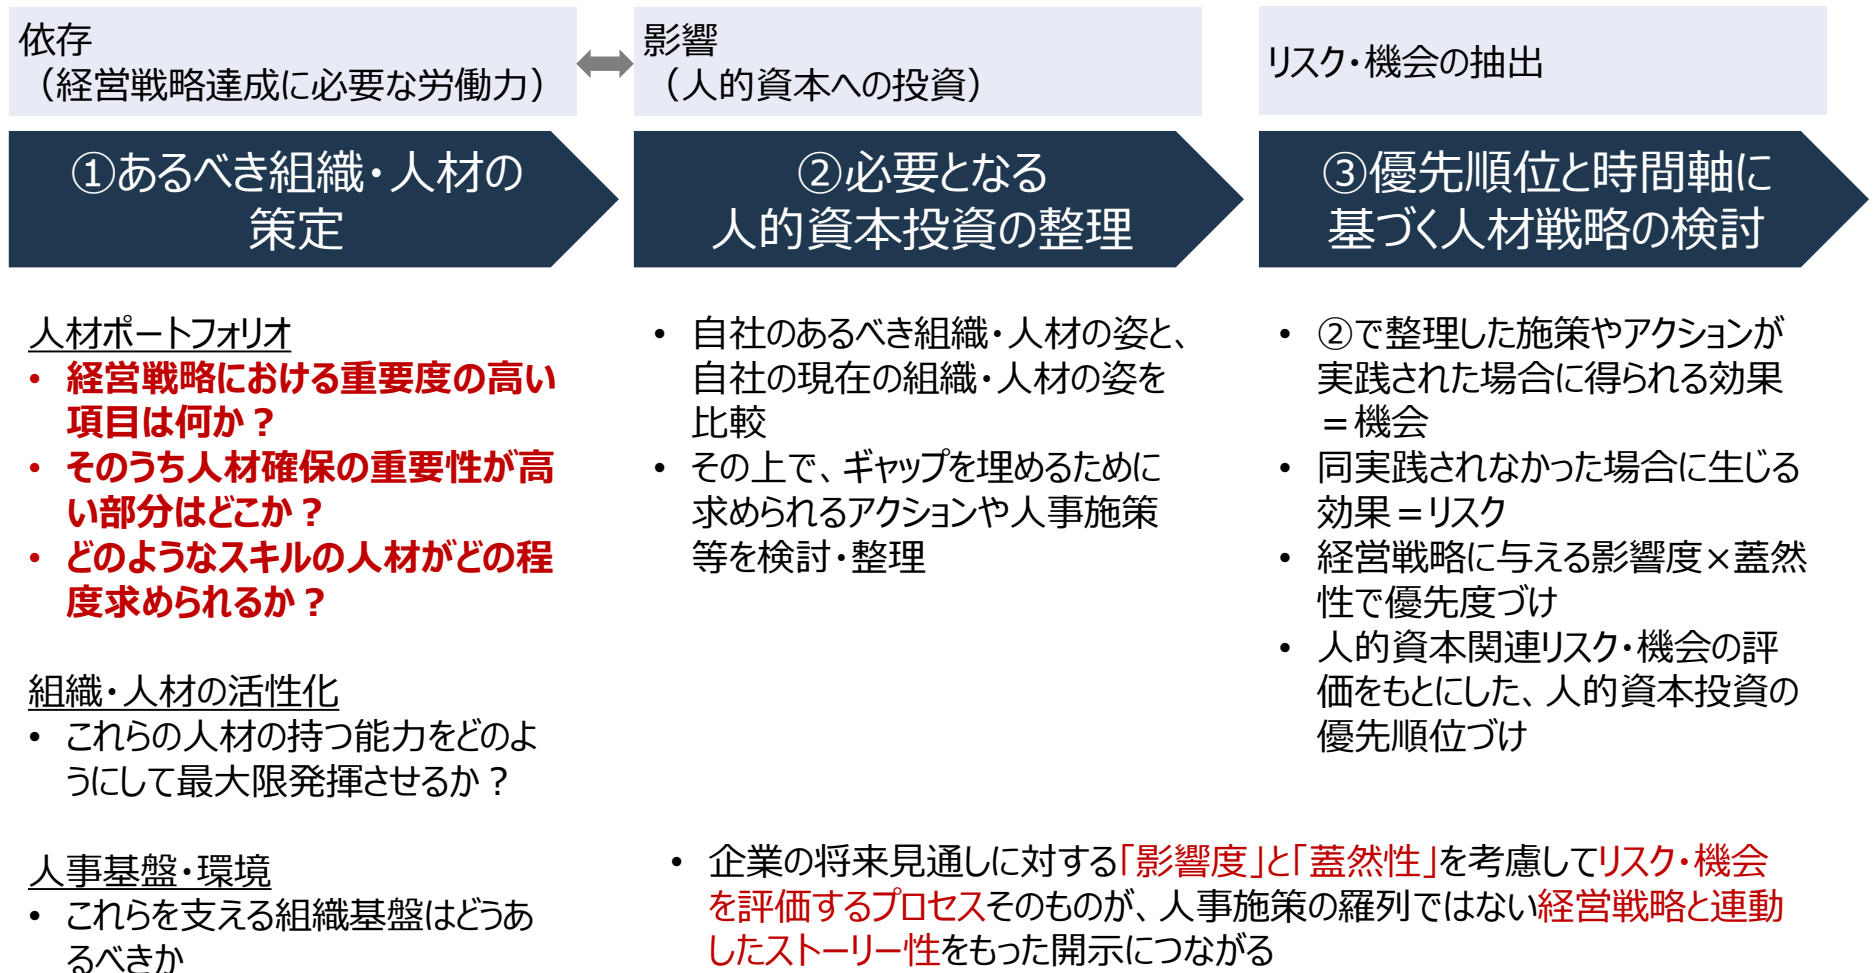 依存
（経営戦略達成に必要な労働力）
影響
（人的資本への投資）
リスク・機会の抽出
①あるべき組織・人材の
策定
②必要となる
人的資本投資の整理
③優先順位と時間軸に
基づく人材戦略の検討
人材ポートフォリオ
• 経営戦略における重要度の高い
項目は何か？
• そのうち人材確保の重要性が高
い部分はどこか？
• どのようなスキルの人材がどの程
度求められるか？
組織・人材の活性化
• これらの人材の持つ能力をどのよ
うにして最大限発揮させるか？
人事基盤・環境
• これらを支える組織基盤はどうあ
るべきか
• 自社のあるべき組織・人材の姿と、
自社の現在の組織・人材の姿を
比較
• その上で、ギャップを埋めるために
求められるアクションや人事施策
等を検討・整理
• ②で整理した施策やアクションが
実践された場合に得られる効果
＝機会
• 同実践されなかった場合に生じる
効果＝リスク
• 経営戦略に与える影響度×蓋然
性で優先度づけ
• 人的資本関連リスク・機会の評
価をもとにした、人的資本投資の
優先順位づけ
• 企業の将来見通しに対する「影響度」と「蓋然性」を考慮してリスク・機会
を評価するプロセスそのものが、人事施策の羅列ではない経営戦略と連動
したストーリー性をもった開示につながる